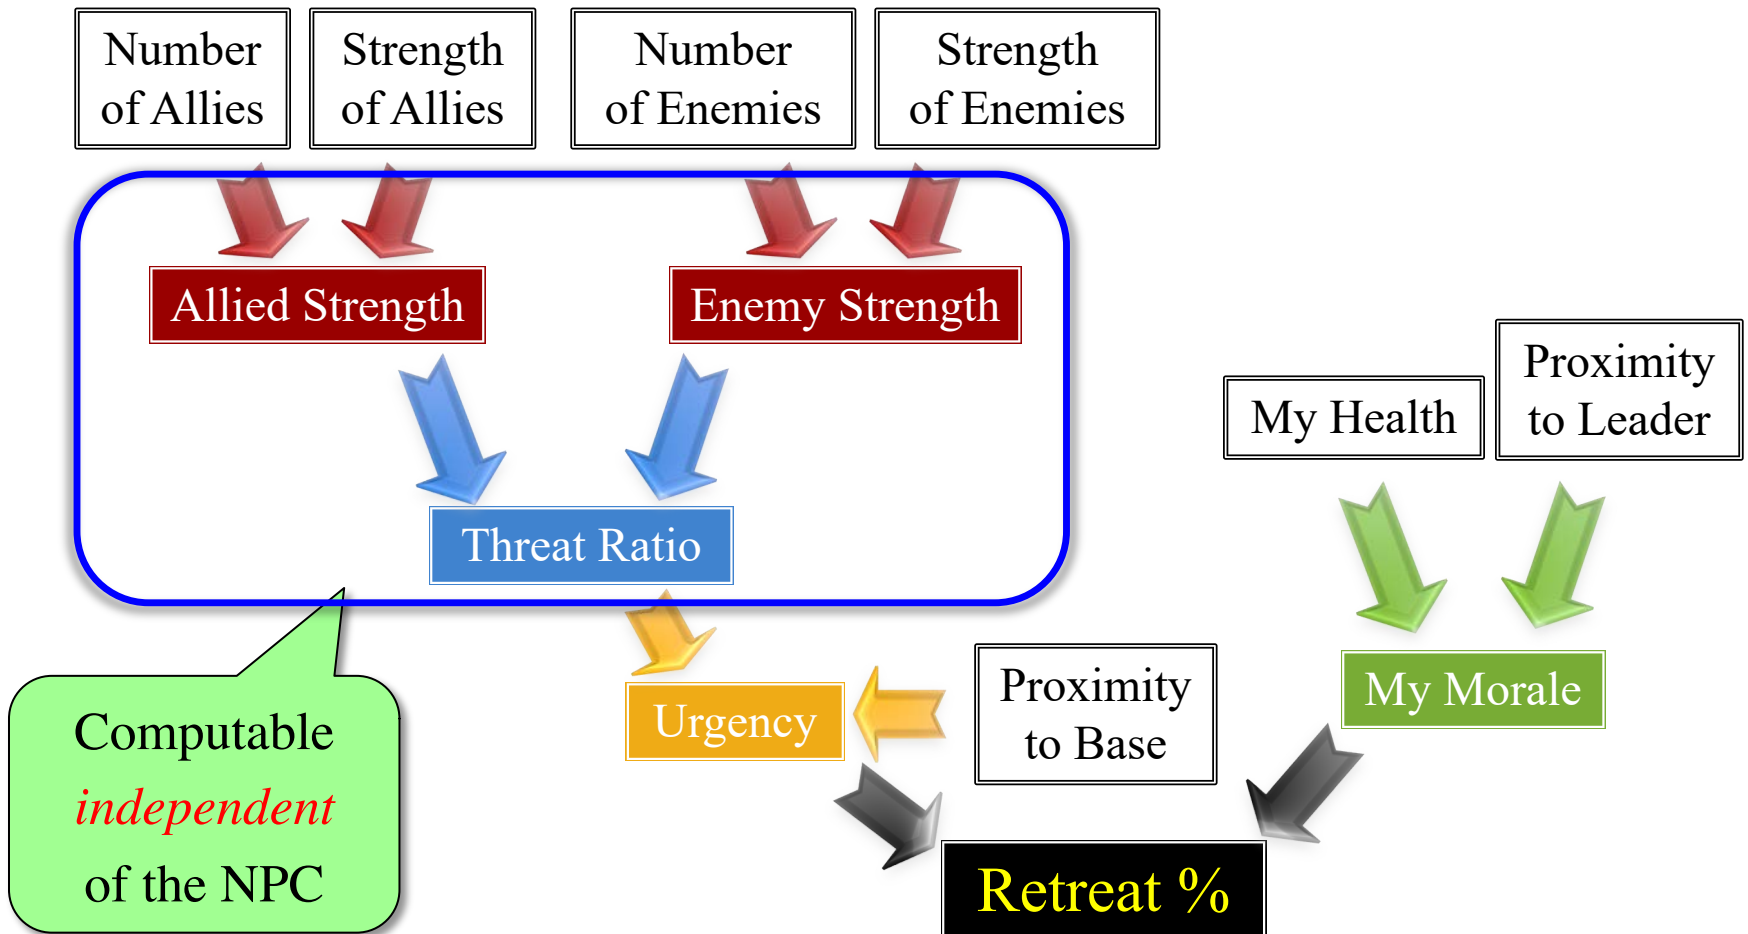 Number
of Allies
Strength
of Allies
Number
of Enemies
Strength
of Enemies
Allied Strength
Enemy Strength
Proximity
to Leader
My Health
Threat Ratio
Proximity
to Base
My Morale
Urgency
Computable
independent
of the NPC
Retreat %